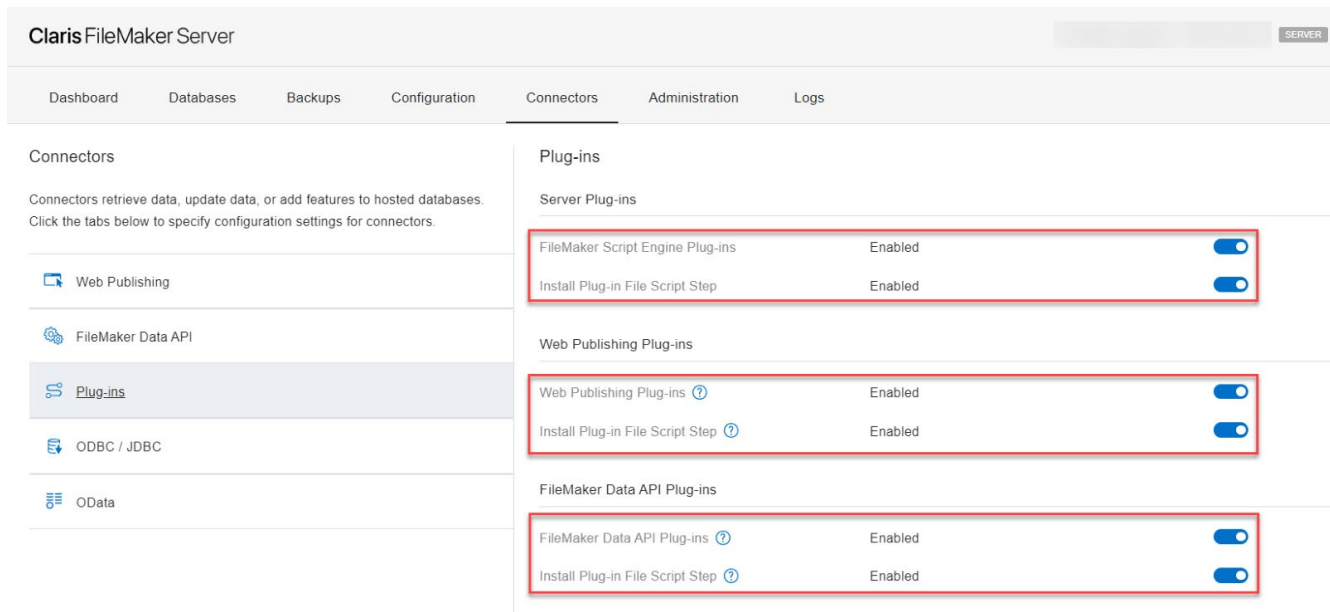 Claris FileMaker Server
SERVER
Dashboard Databases Backups Configuration Connectors Administration Logs
Connectors
Connectors retrieve data, update data, or add features to hosted databases.
Click the tabs below to specify configuration settings for connectors.
Web Publishing
FileMaker Data API
Plug-ins
ODBC / JDBC
OData
Plug-ins
Server Plug-ins
FileMaker Script Engine Plug-ins Enabled
Install Plug-in File Script Step Enabled
Web Publishing Plug-ins
Web Publishing Plug-ins ? Enabled
Install Plug-in File Script Step ? Enabled
FileMaker Data API Plug-ins
FileMaker Data API Plug-ins ? Enabled
Install Plug-in File Script Step ? Enabled